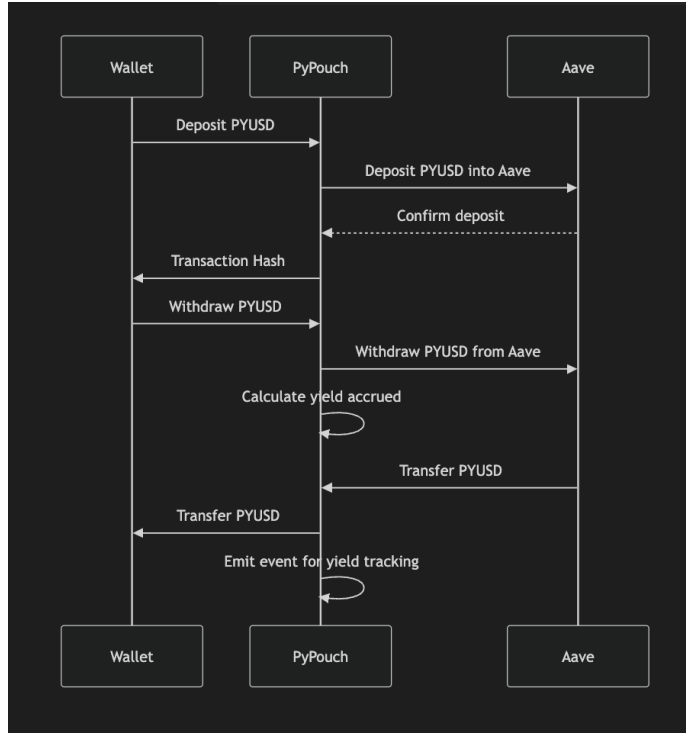 Wallet
PyPouch
Aave
Deposit PYUSD
Deposit PYUSD into Aave
Confirm deposit
Transaction Hash
Withdraw PYUSD
Withdraw PYUSD from Aave
Calculate yield accrued
Transfer PYUSD
Transfer PYUSD
Emit event for yield tracking
Wallet
PyPouch
Aave